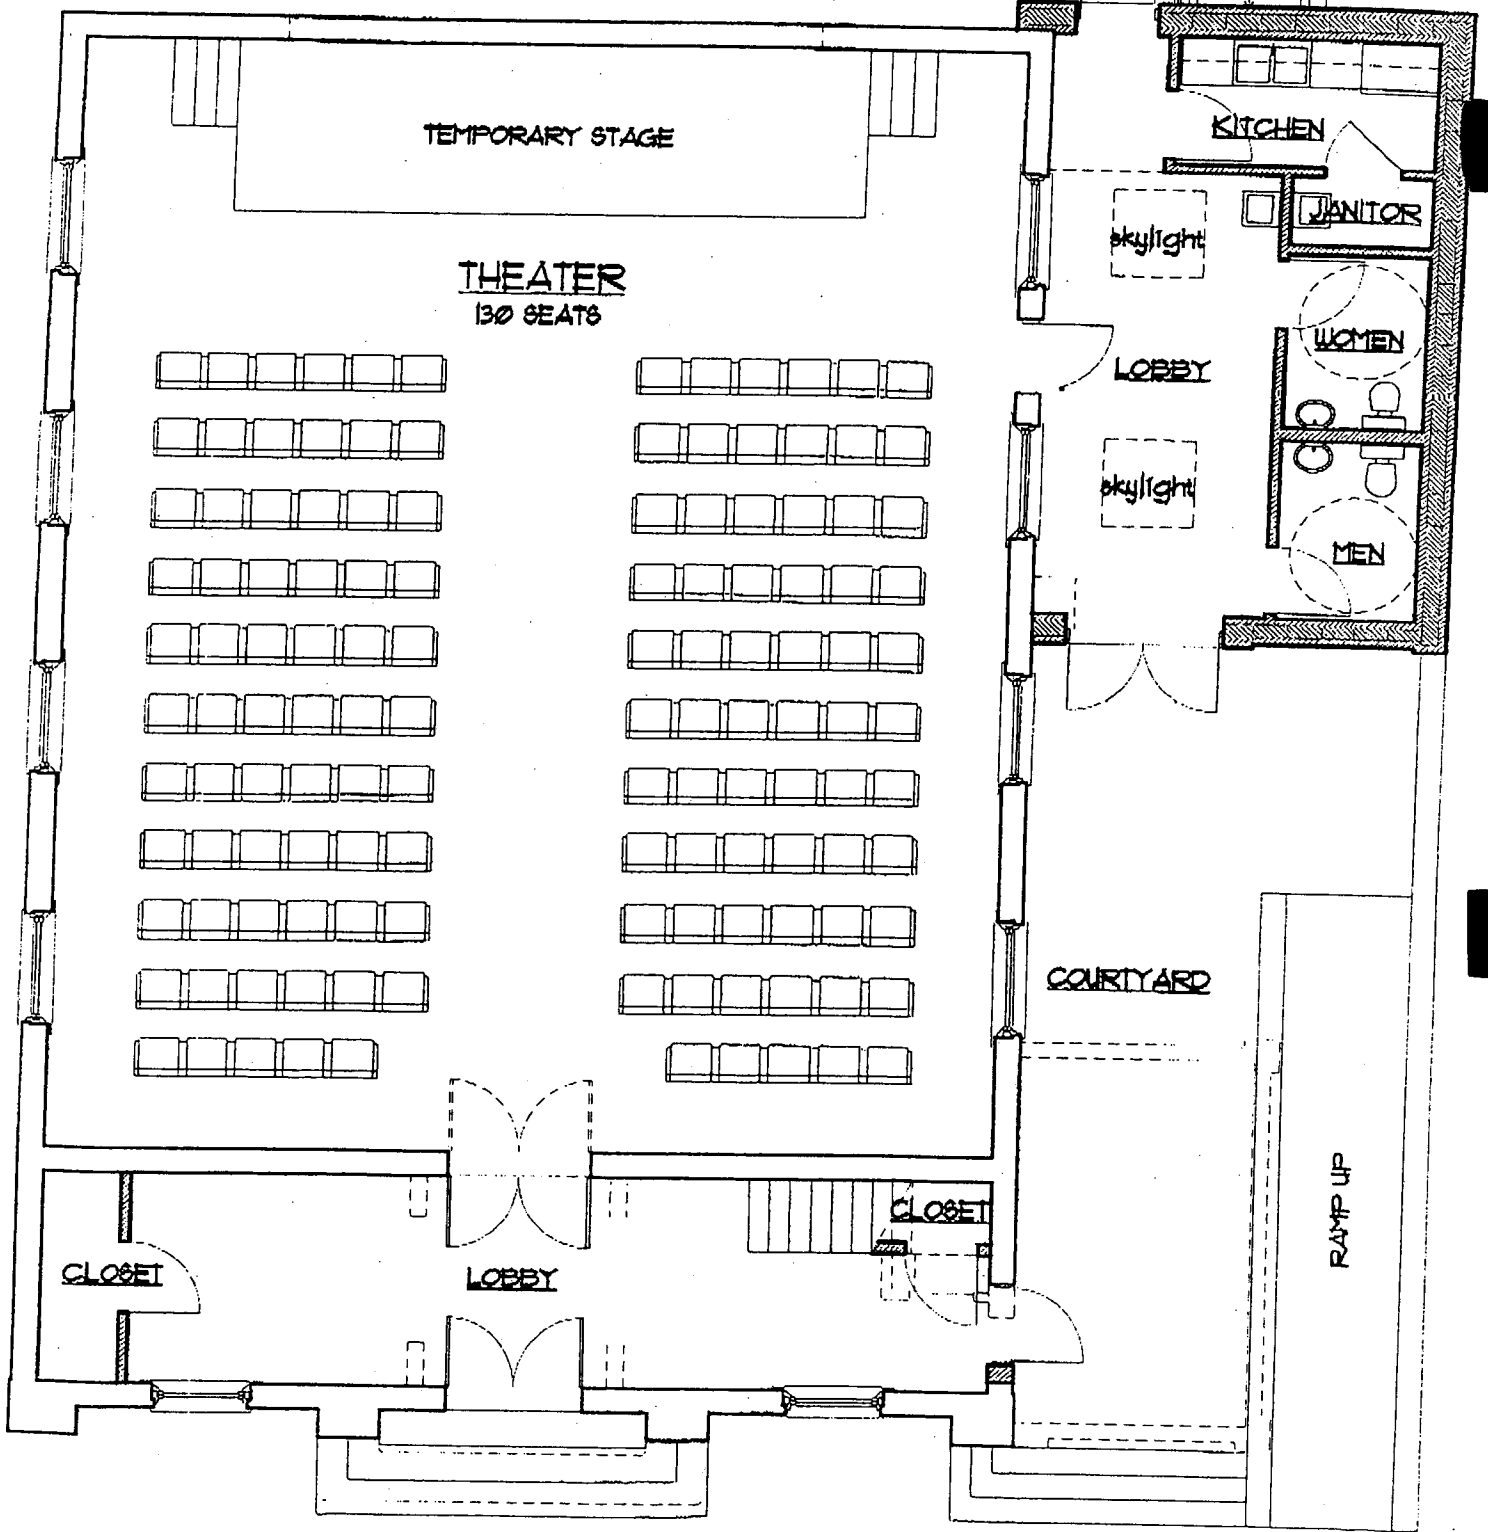 TEMPORARY STAGE
KITCHEN
JANITOR
skylight
THEATER
130 SEATS
WOMEN
LOBBY
skylight
MEN
COURTYARD
RAMP UP
CLOSET
CLOSET
LOBBY